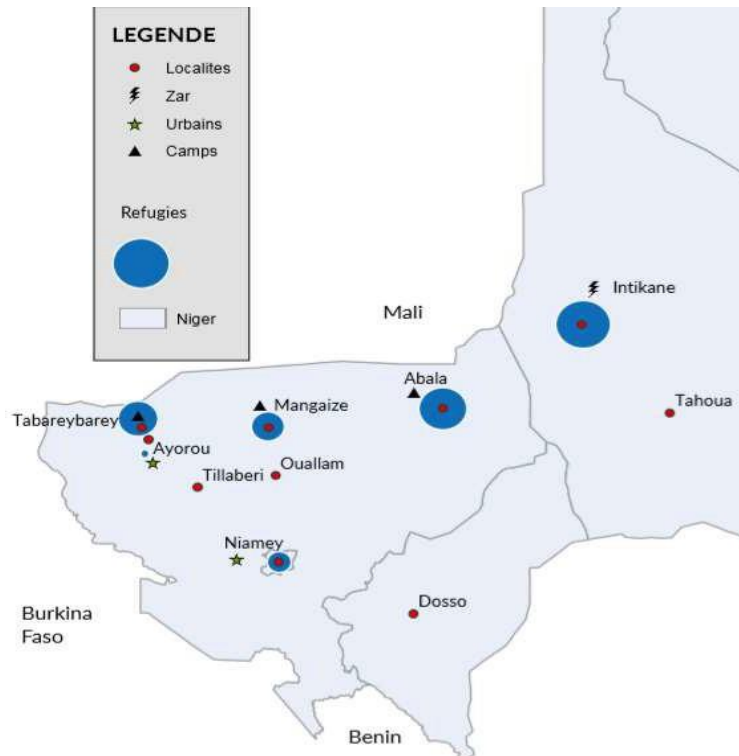 LEGENDE
Localites
Zar
Urbains
Camps
Refugies
Niger
Mali
Intikane
Abala
Tahoua
Mangaize
Tabareybarey
Ayorou
Tillaberi
Ouallam
Niamey
Dosso
Burkina
Faso
Benin